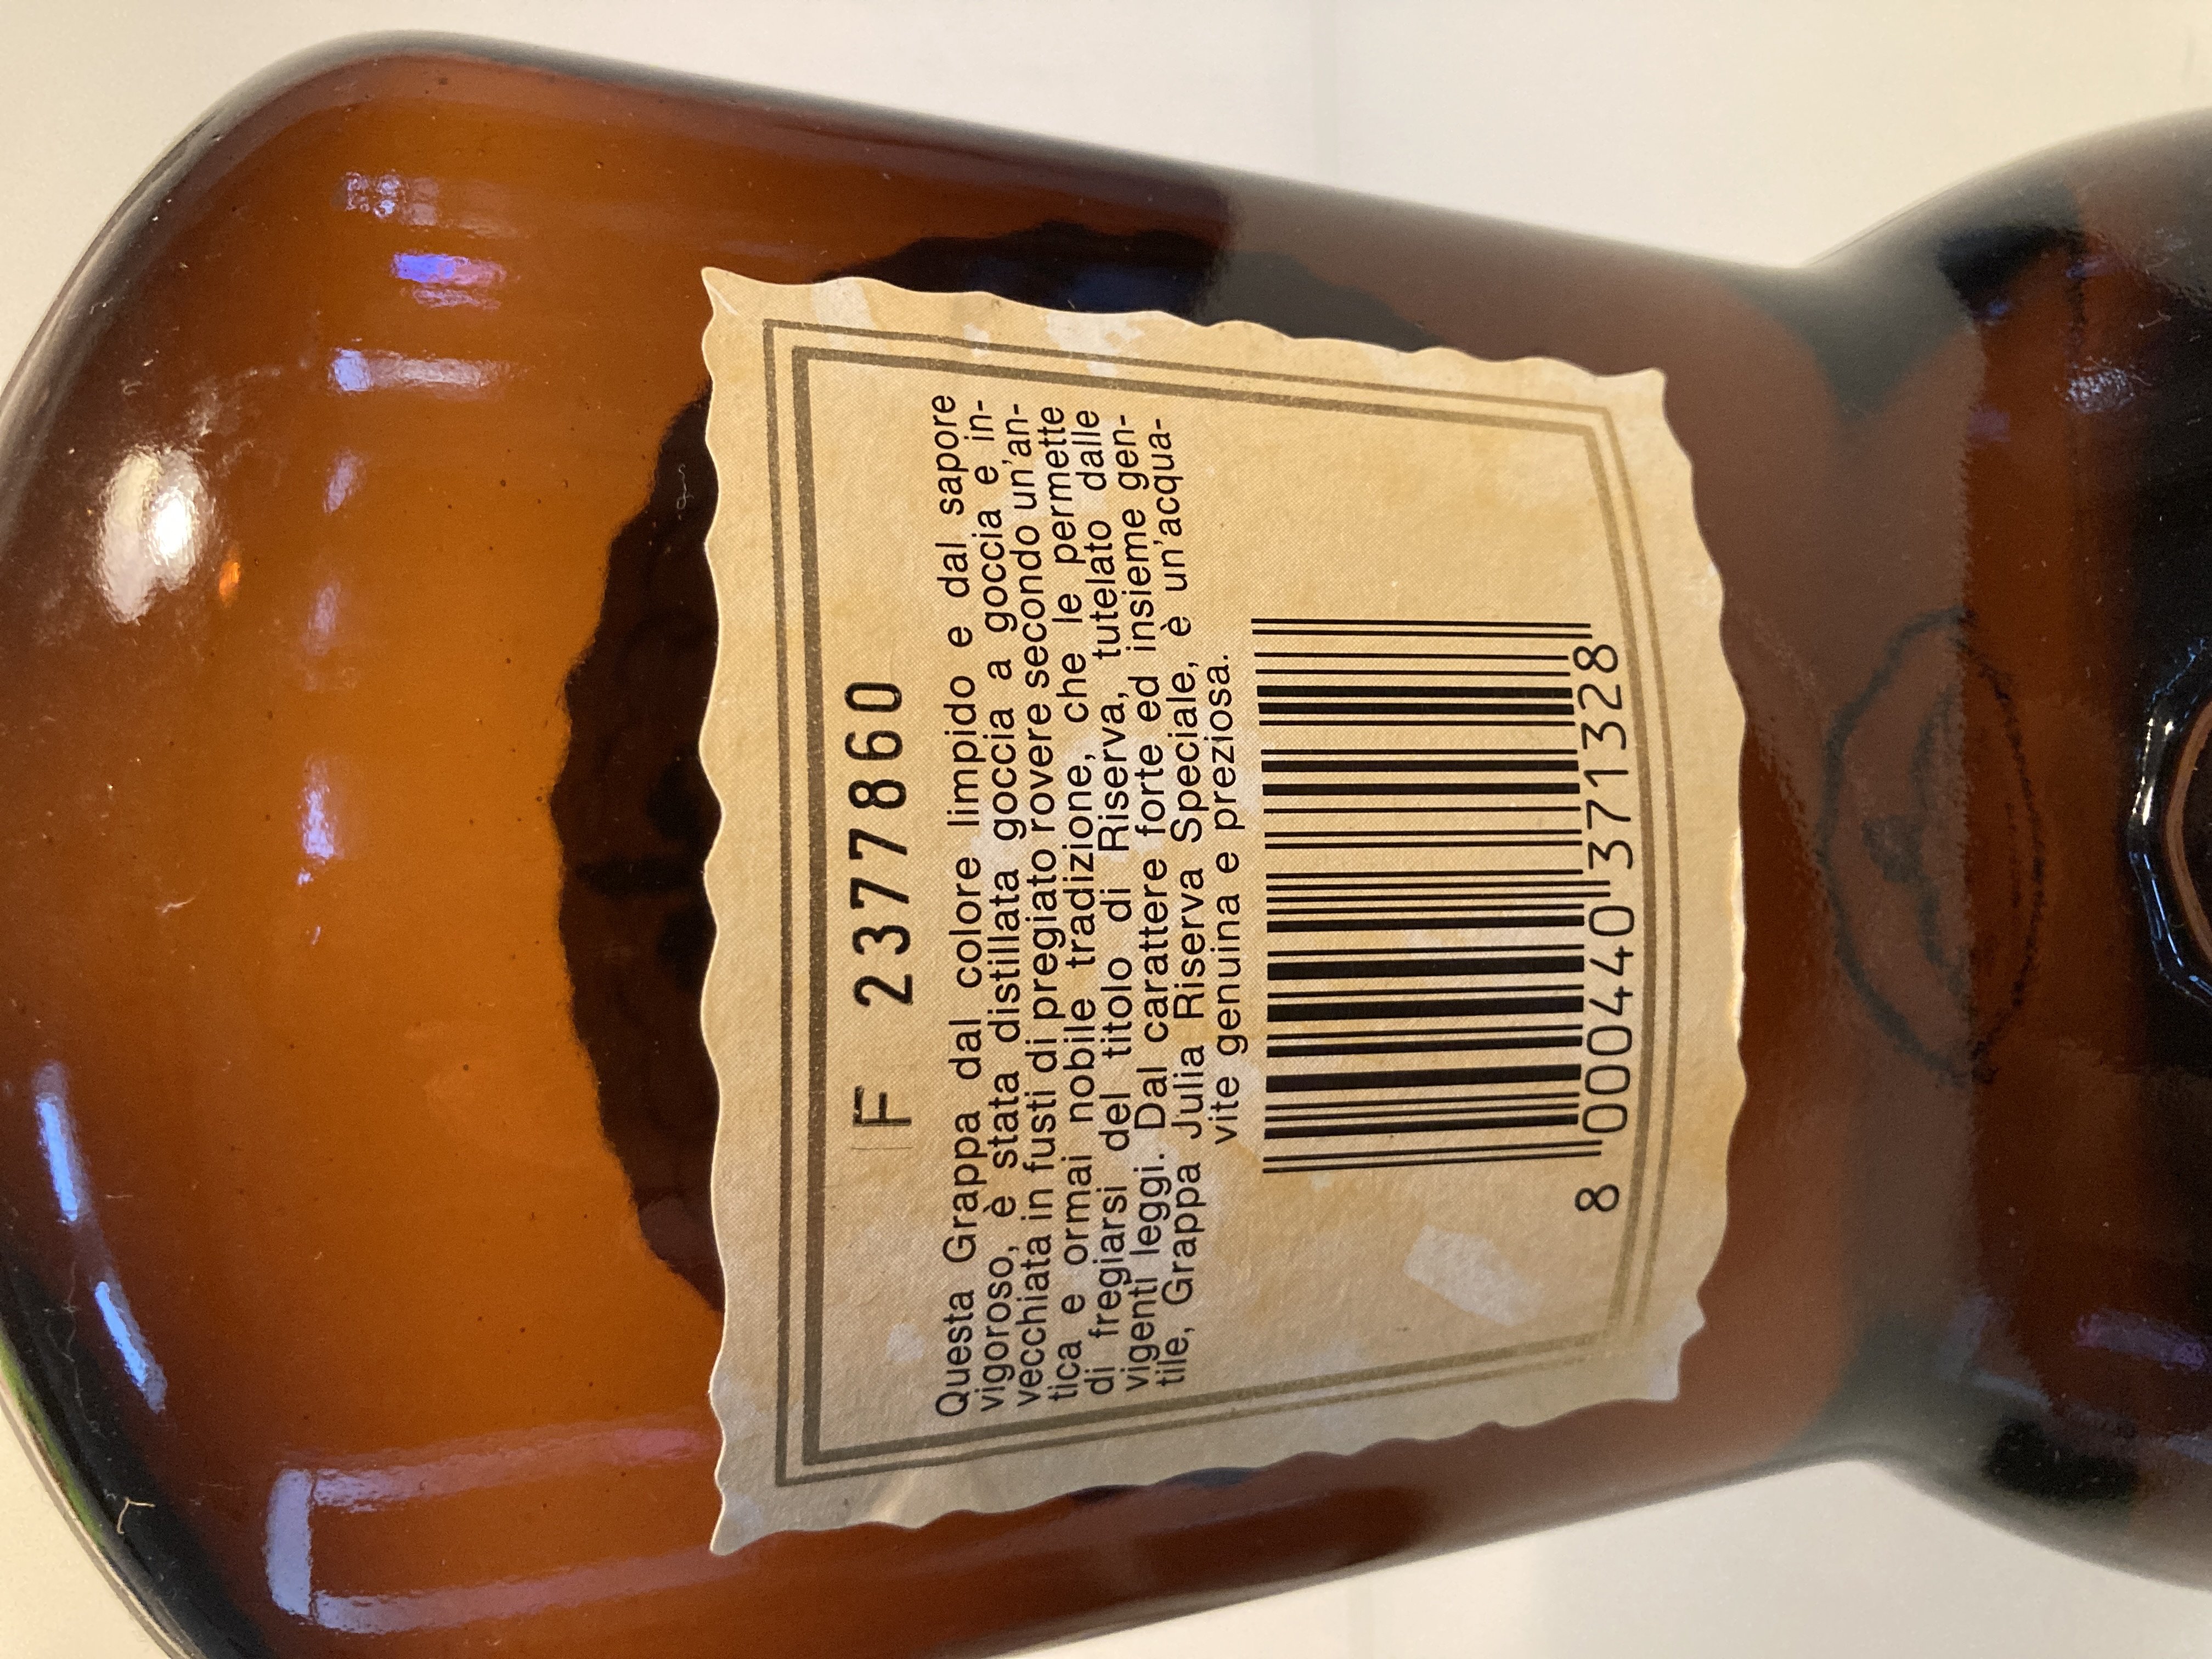 F 2377860
Questa Grappa dal colore limpido e dal sapore
vigoroso, è stata distillata goccia a goccia e in-
vecchiata in fusti di pregiato rovere secondo un'an-
tica e ormai nobile tradizione, che le permette
di fregiarsi del titolo di Riserva, tutelato dalle
vigenti leggi. Dal carattere forte ed insieme gen-
tile, Grappa Julia Riserva Speciale, è un'acqua-
vite genuina e preziosa.
8 000440 371328